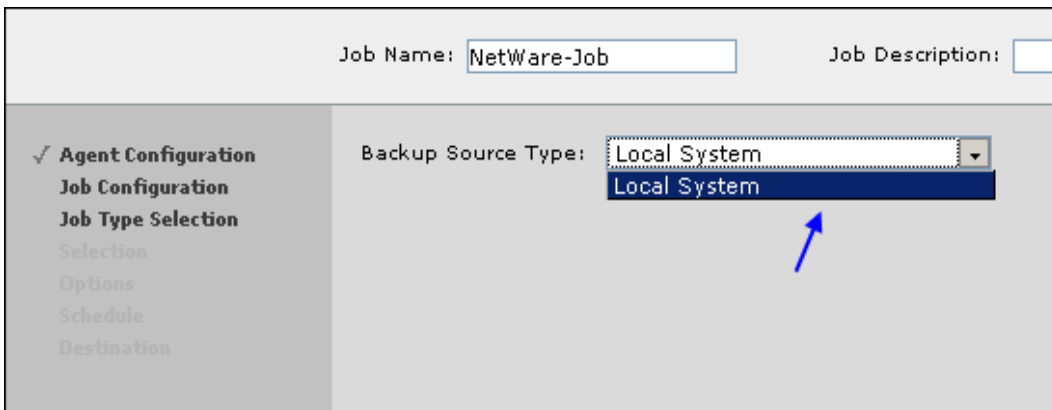 Job Name: NetWare-Job Job Description:
✓ Agent Configuration
Job Configuration
Job Type Selection
Selection
Options
Schedule
Destination
Backup Source Type: Local System
Local System